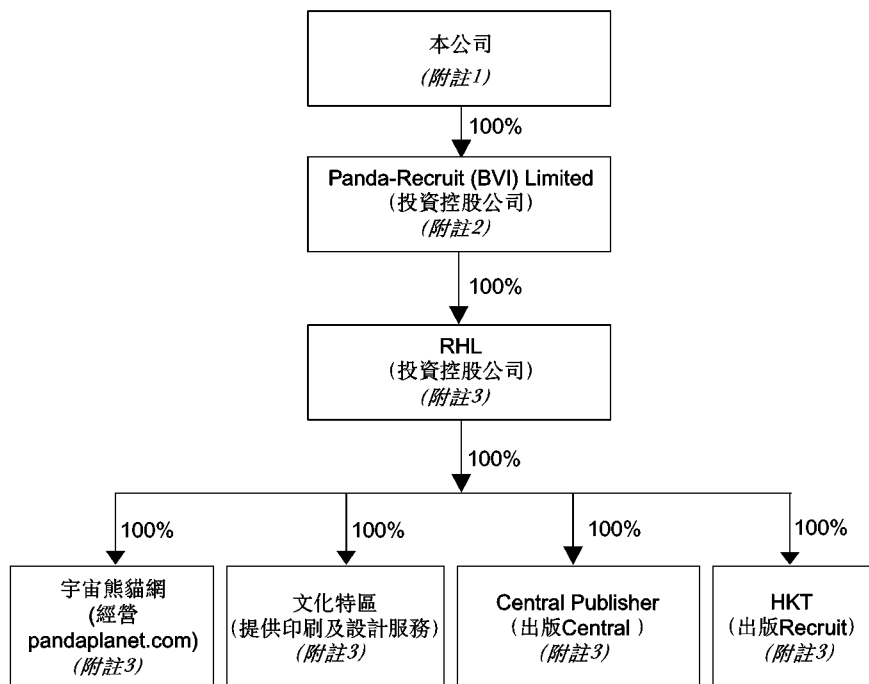 本公司
(附註1)
100%
Panda-Recruit (BVI) Limited
(投資控股公司)
(附註2)
100%
RHL
(投資控股公司)
(附註3)
100%
100%
100%
100%
100%
宇宙熊貓網
(經營
pandaplanet.com)
(附註3)
文化特區
(提供印刷及設計服務)
(附註3)
Central Publisher
(出版Central)
(附註3)
HKT
(出版Recruit)
(附註3)